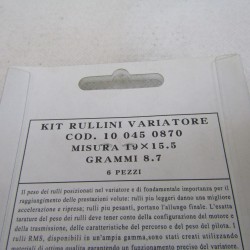 KIT RULLINI VARIATORE
COD. 10 045 0870
MISURA 19×15.5
GRAMMI 8.7
6 PEZZI
Il peso dei rulli posizionati nel variatore e di fondamentale importanza per il
raggiungimento delle prestazioni volute: rulli piu leggeri danno una migliore
accelerazione e ripresa; rulli piu pesanti, portano l'allungo finale. L'esatta
taratura del peso dei rulli deve tener conto della configurazione del motore e
della trasmissione, delle caratteristiche del percorso e del peso del pilota. I
rulli RMS, disponibili in un'ampia gamma, sono stati realizzati utilizzando